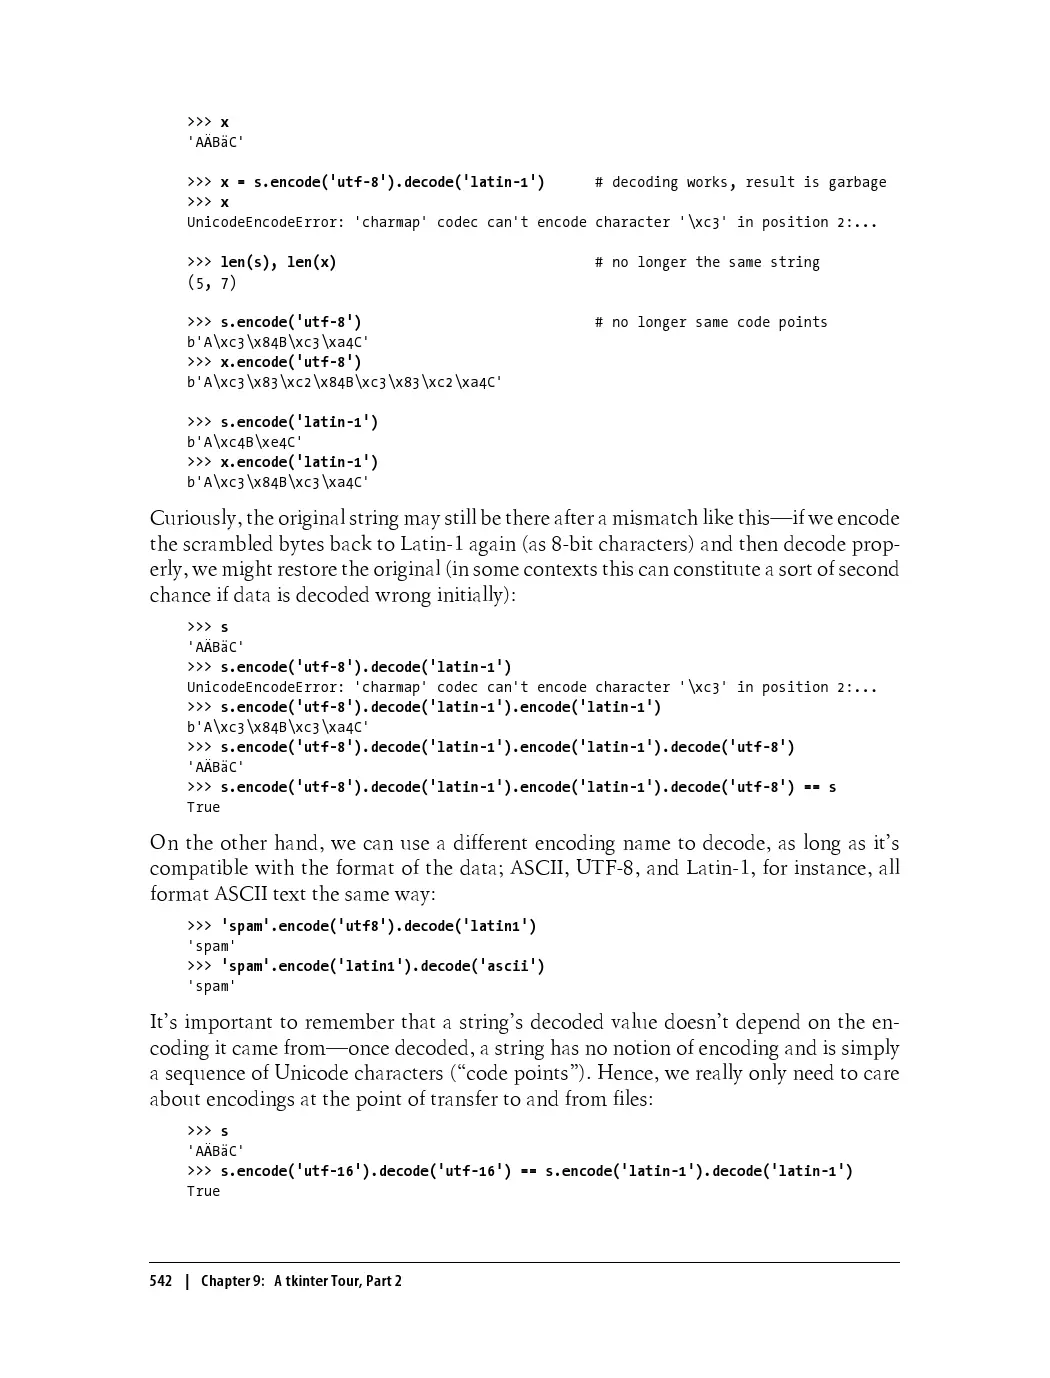 >>> x
'AÄBäC'
>>> x = s.encode('utf-8').decode('latin-1') # decoding works, result is garbage
>>> x
UnicodeEncodeError: 'charmap' codec can't encode character '\xc3' in position 2:...
>>> len(s), len(x) # no longer the same string
(5, 7)
>>> s.encode('utf-8') # no longer same code points
b'A\xc3\x84B\xc3\xa4C'
>>> x.encode('utf-8')
b'A\xc3\x83\xc2\x84B\xc3\x83\xc2\xa4C'
>>> s.encode('latin-1')
b'A\xc4B\xe4C'
>>> x.encode('latin-1')
b'A\xc3\x84B\xc3\xa4C'
Curiously, the original string may still be there after a mismatch like this—if we encode
the scrambled bytes back to Latin-1 again (as 8-bit characters) and then decode prop-
erly, we might restore the original (in some contexts this can constitute a sort of second
chance if data is decoded wrong initially):
>>> s
'AÄBäC'
>>> s.encode('utf-8').decode('latin-1')
UnicodeEncodeError: 'charmap' codec can't encode character '\xc3' in position 2:...
>>> s.encode('utf-8').decode('latin-1').encode('latin-1')
b'A\xc3\x84B\xc3\xa4C'
>>> s.encode('utf-8').decode('latin-1').encode('latin-1').decode('utf-8')
'AÄBäC'
>>> s.encode('utf-8').decode('latin-1').encode('latin-1').decode('utf-8') == s
True
On the other hand, we can use a different encoding name to decode, as long as it’s
compatible with the format of the data; ASCII, UTF-8, and Latin-1, for instance, all
format ASCII text the same way:
>>> 'spam'.encode('utf8').decode('latin1')
'spam'
>>> 'spam'.encode('latin1').decode('ascii')
'spam'
It’s important to remember that a string’s decoded value doesn’t depend on the en-
coding it came from—once decoded, a string has no notion of encoding and is simply
a sequence of Unicode characters (“code points”). Hence, we really only need to care
about encodings at the point of transfer to and from files:
>>> s
'AÄBäC'
>>> s.encode('utf-16').decode('utf-16') == s.encode('latin-1').decode('latin-1')
True
542 | Chapter 9: A tkinter Tour, Part 2